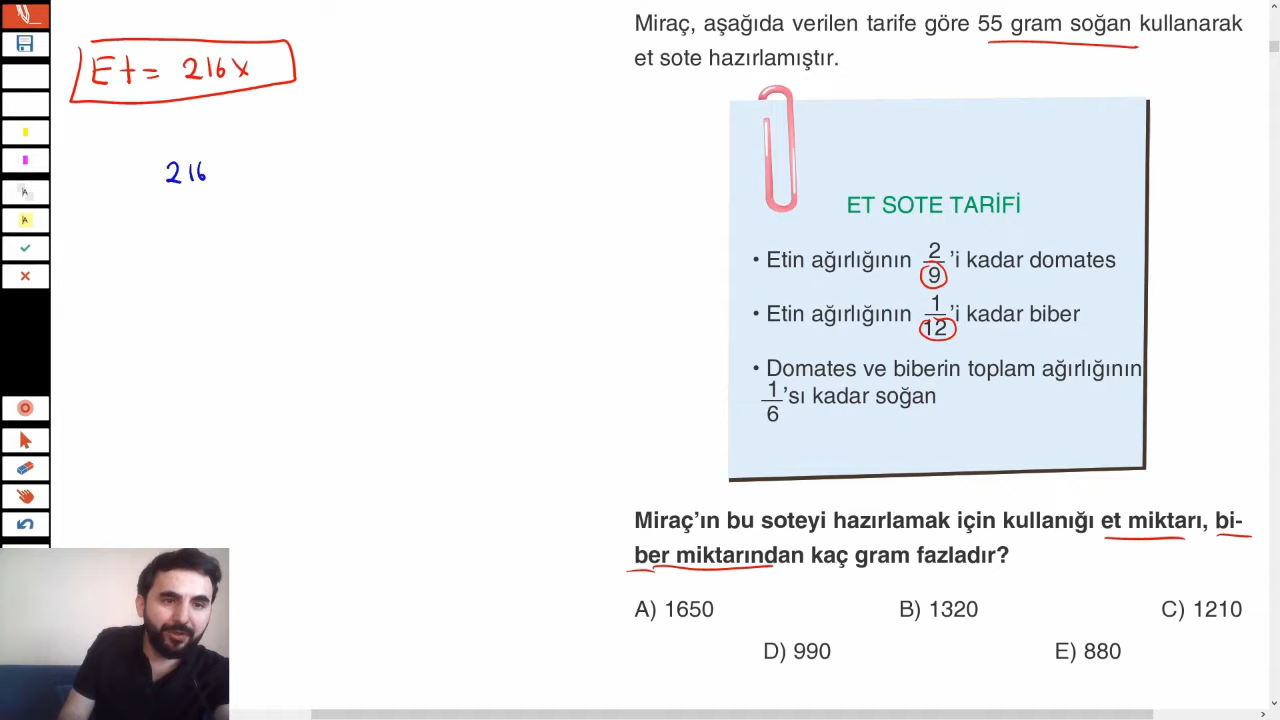 Et = 216x
216
Miraç, aşağıda verilen tarife göre 55 gram soğan kullanarak
et sote hazırlamıştır.
ET SOTE TARİFİ
• Etin ağırlığının 2/9 'i kadar domates
• Etin ağırlığının 1/12 'i kadar biber
• Domates ve biberin toplam ağırlığının
1/6 'sı kadar soğan
Miraç'ın bu soteyi hazırlamak için kullanığı et miktarı, bi-
ber miktarından kaç gram fazladır?
A) 1650 B) 1320 C) 1210
D) 990 E) 880